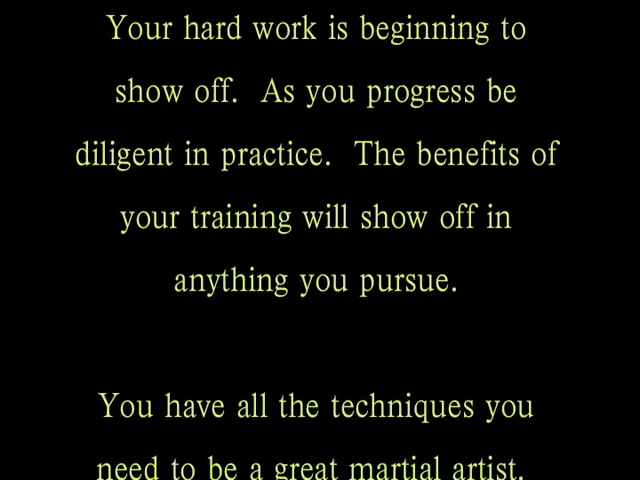 Your hard work is beginning to
show off.  As you progress be
diligent in practice.  The benefits of
your training will show off in
anything you pursue.
You have all the techniques you
need to be a great martial artist.